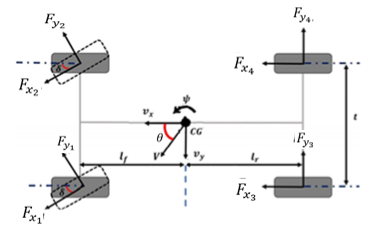 F_{y_2}
F_{y_4}
δ
F_{x_2}
F_{x_4}
ψ̇
v_x
CG
t
θ
F_{y_1}
l_f
V
v_y
l_r
F_{y_3}
δ
F_{x_1}
F_{x_3}